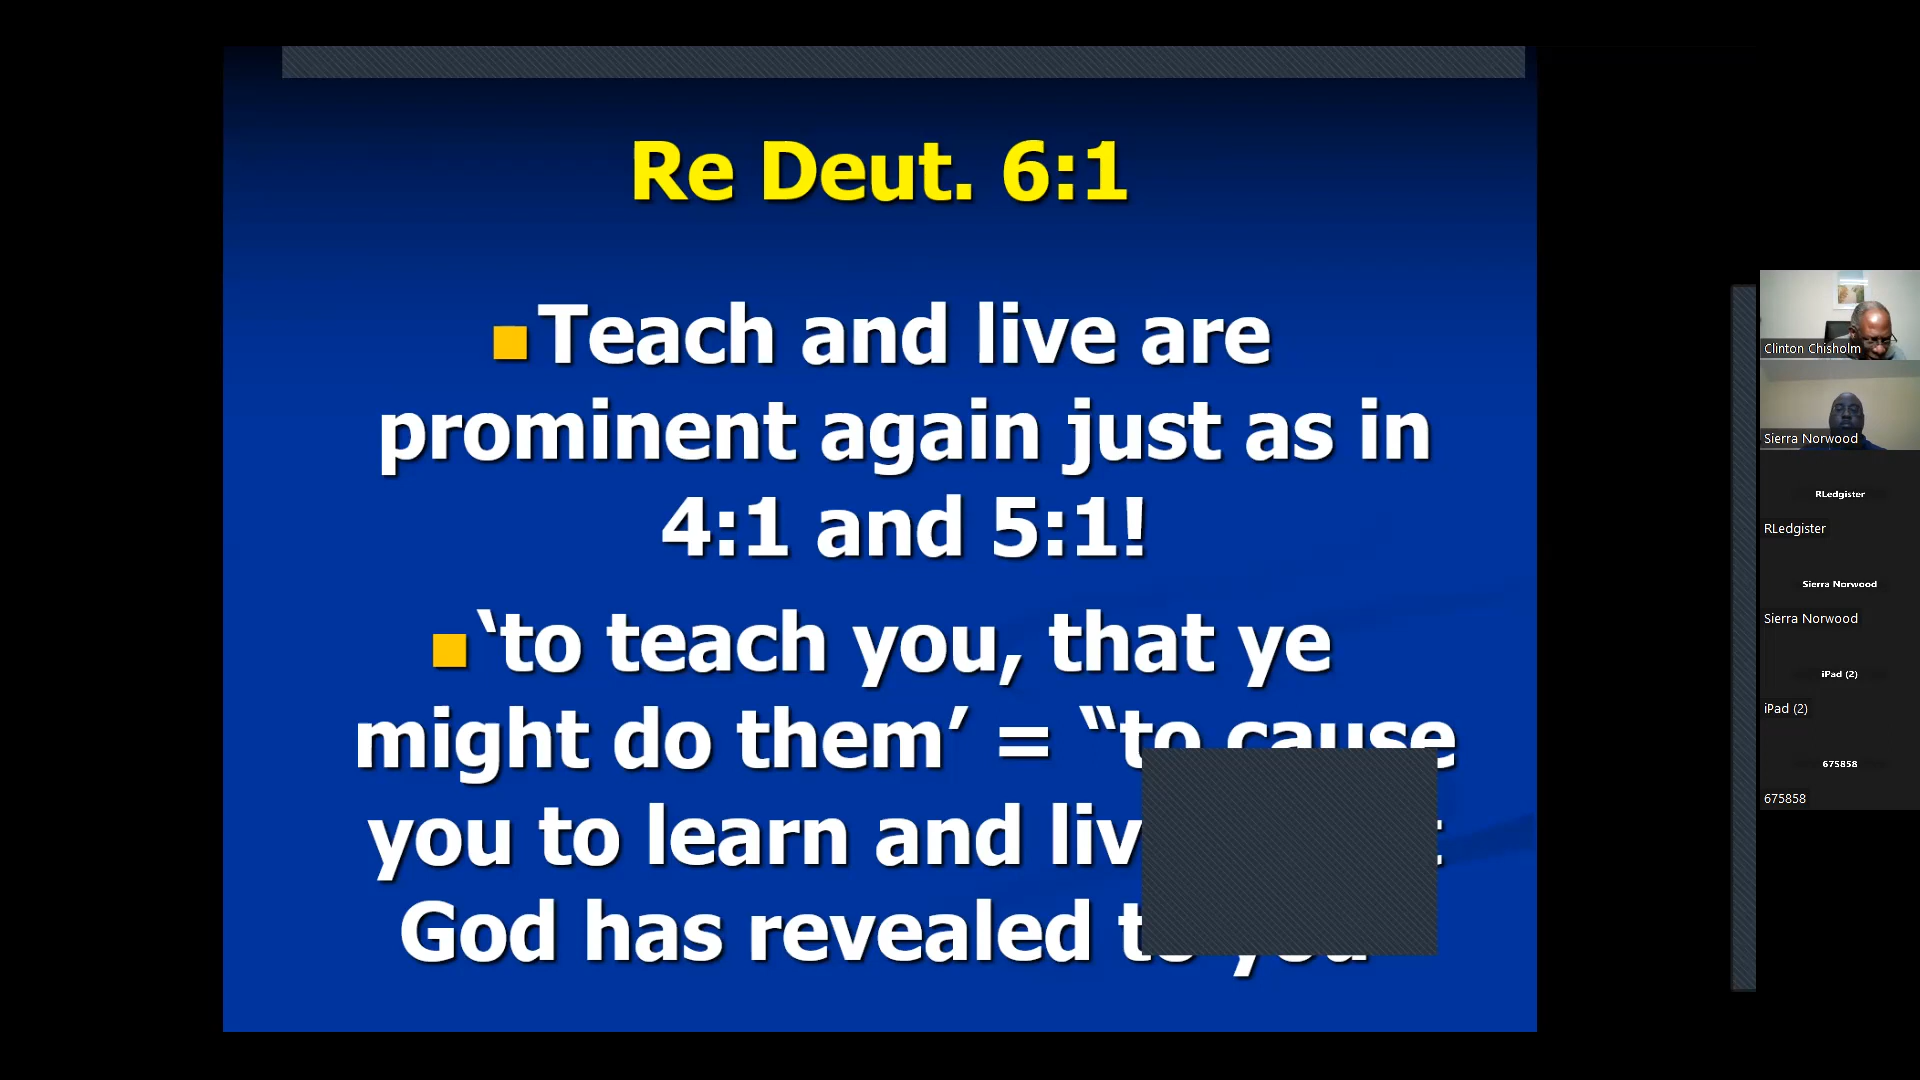 Re Deut. 6:1
■Teach and live are
prominent again just as in
4:1 and 5:1!
■‘to teach you, that ye
might do them’ = “to cause
you to learn and
God has revealed
Clinton Chisholm
Sierra Norwood
RLedgister
RLedgister
Sierra Norwood
Sierra Norwood
iPad (2)
iPad (2)
675858
675858